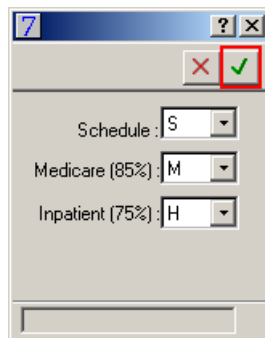 7
?
Schedule : S
Medicare (85%) : M
Inpatient (75%) : H